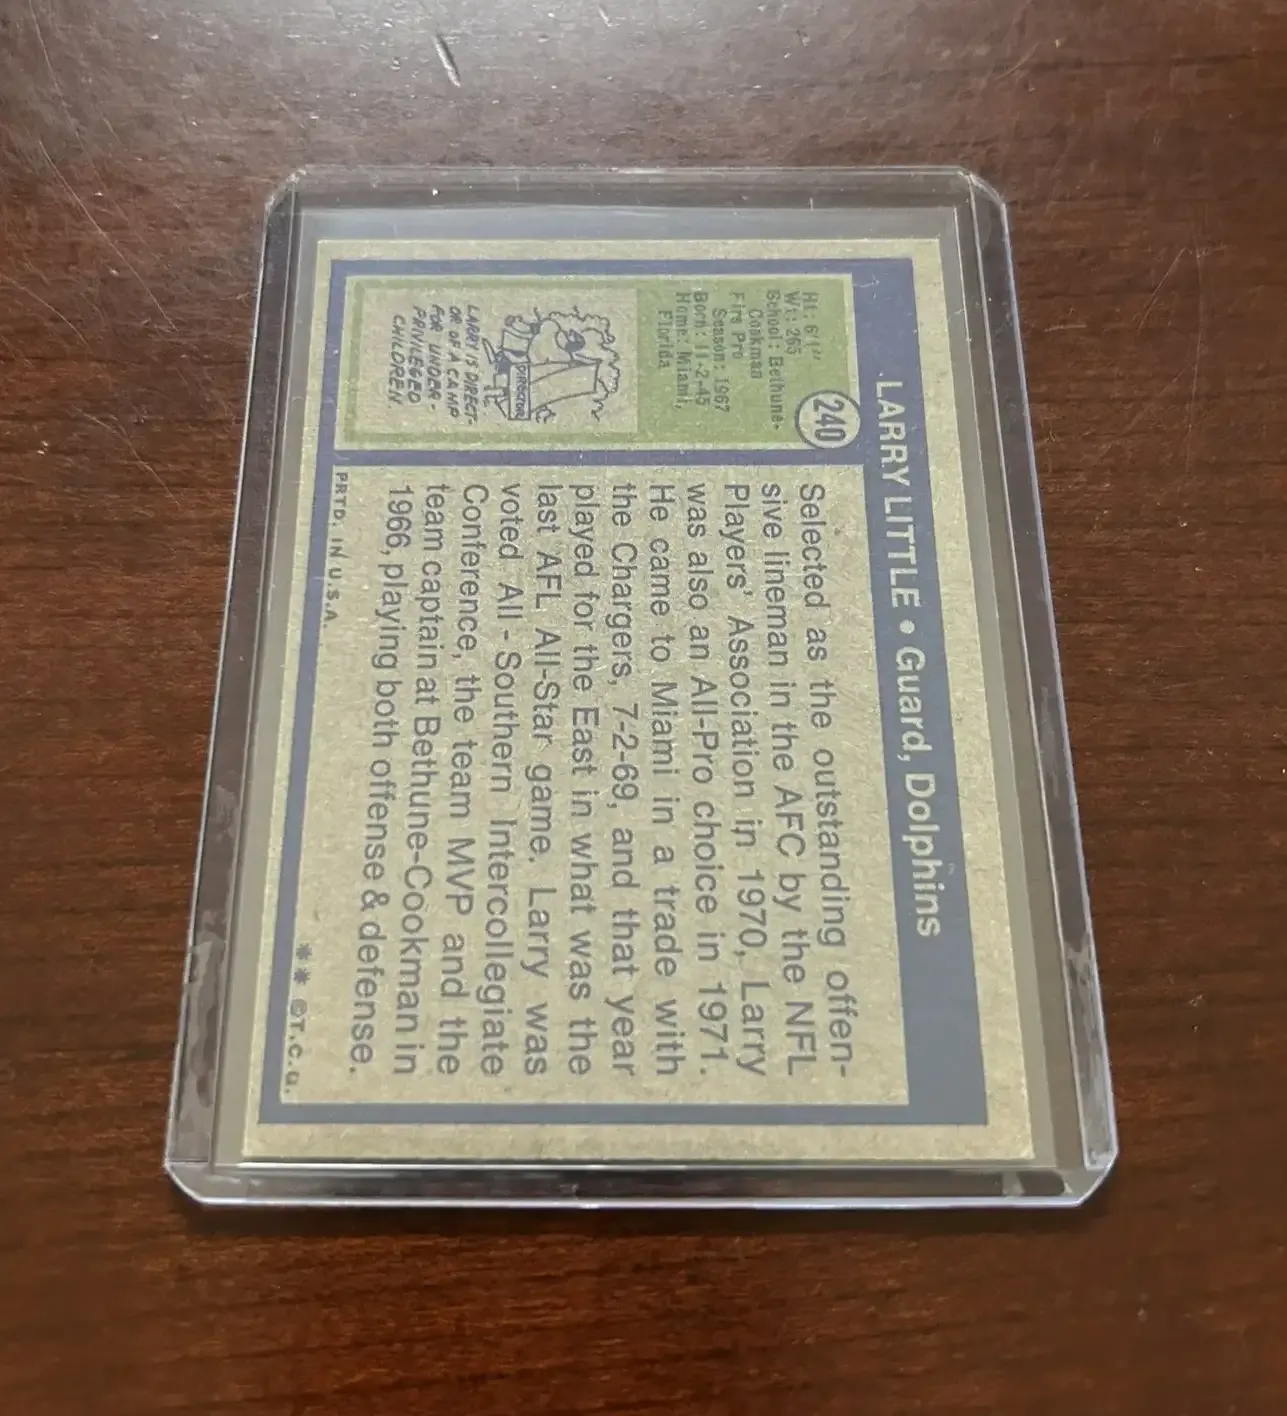 LARRY LITTLE • Guard, Dolphins
240
Ht: 6'1"
Wt: 265
School: Bethune-
Cookman
Firs Pro
Season: 1967
Born: 11-2-45
Home: Miami,
Florida
DIRECTOR
LARRY IS DIRECT-
OR OF A CAMP
FOR UNDER-
PRIVILEGED
CHILDREN.
Selected as the outstanding offen-
sive lineman in the AFC by the NFL
Players' Association in 1970, Larry
was also an All-Pro choice in 1971.
He came to Miami in a trade with
the Chargers, 7-2-69, and that year
played for the East in what was the
last AFL All-Star game. Larry was
voted All - Southern Intercollegiate
Conference, the team MVP and the
team captain at Bethune-Cookman in
1966, playing both offense & defense.
PRTD. IN U.S.A.
** ©T.C.G.